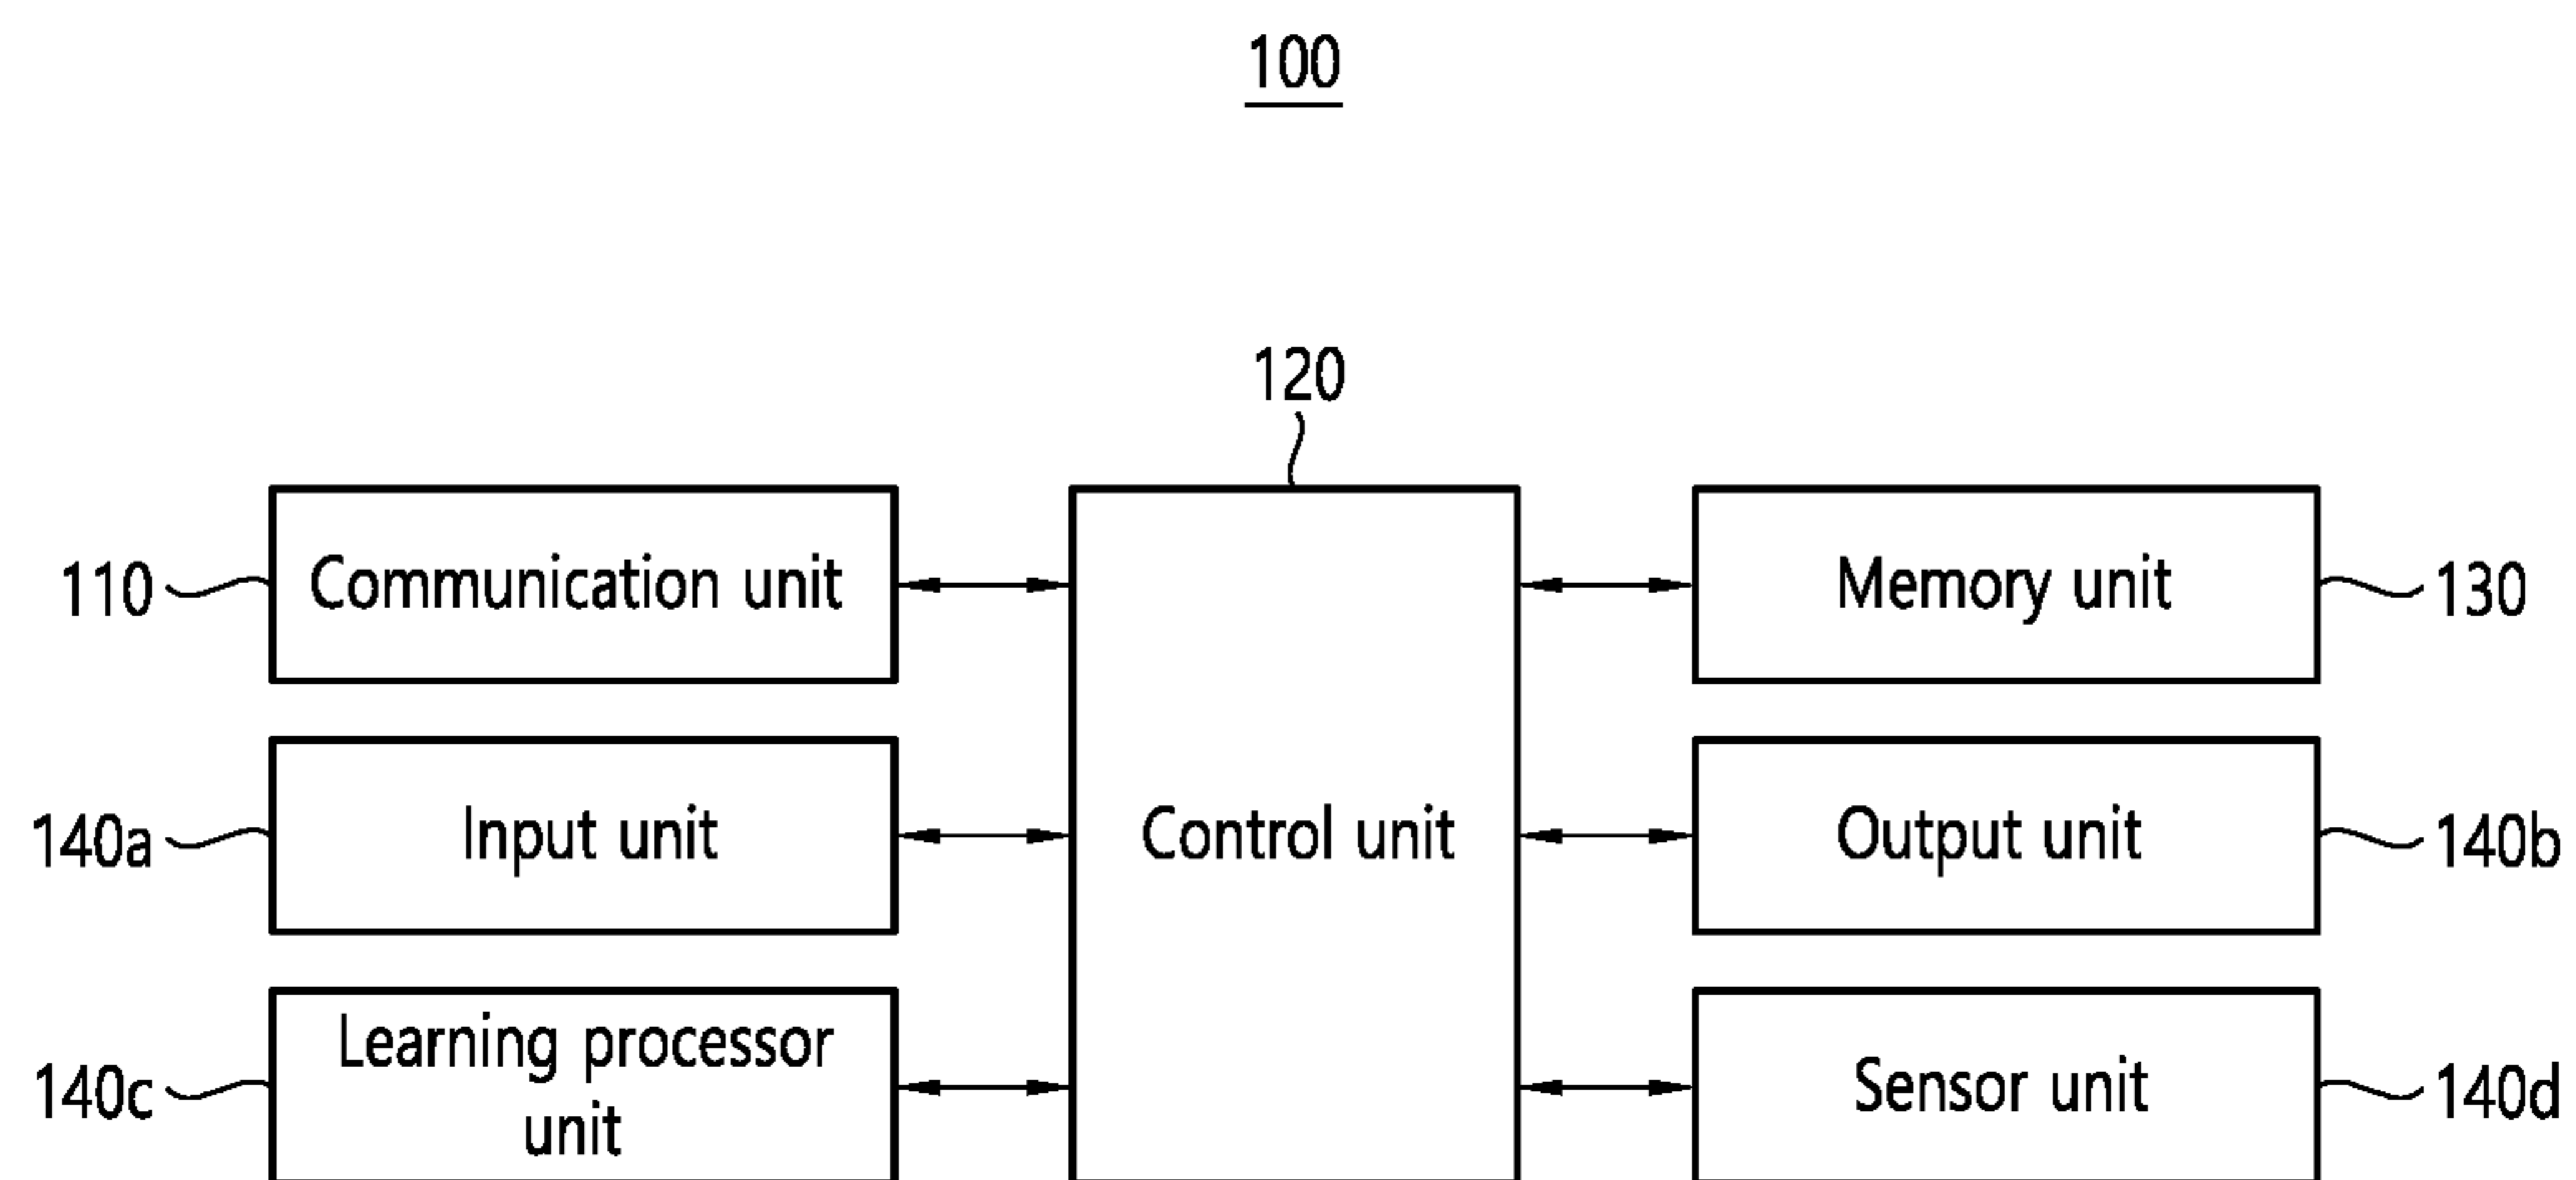 100
120
110
Communication unit
Memory unit
130
140a
Input unit
Control unit
Output unit
140b
140c
Learning processor
unit
Sensor unit
140d